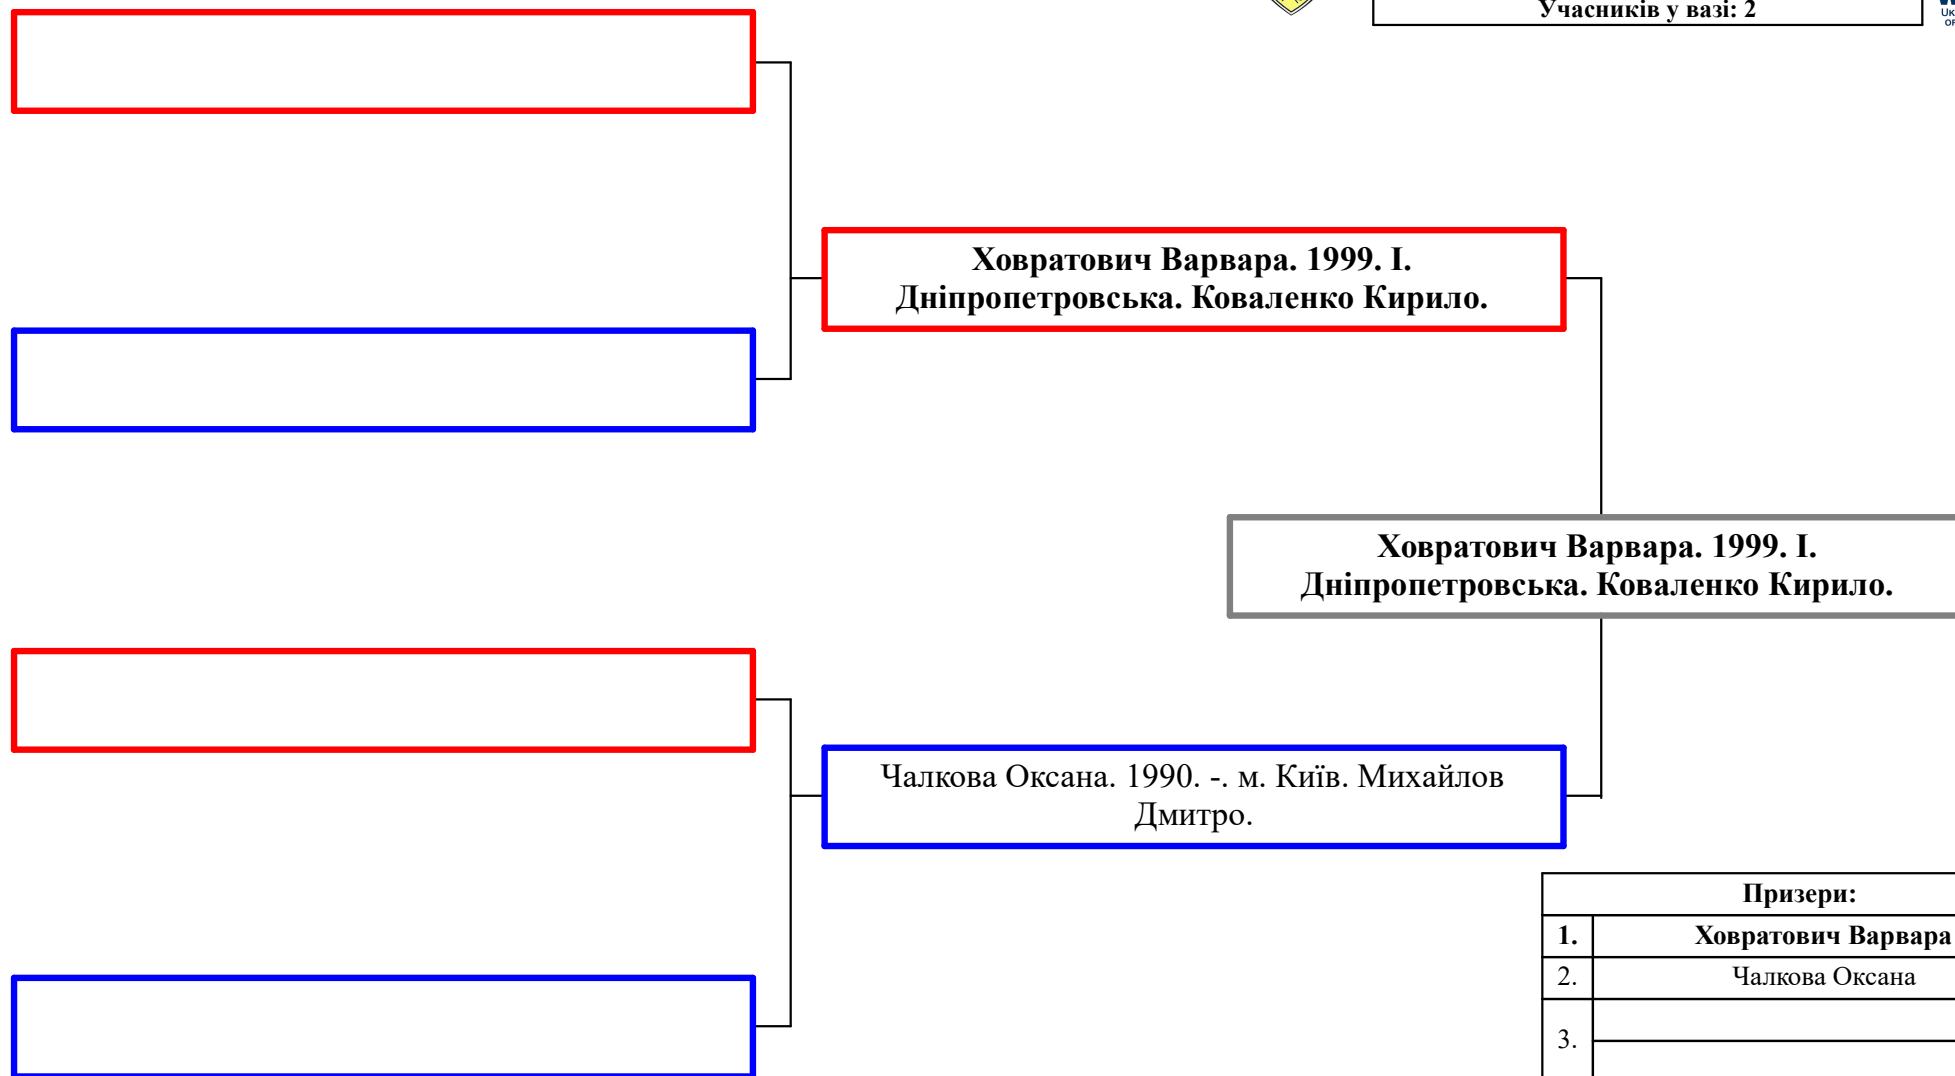 Учасників у вазі: 2
Ховратович Варвара. 1999. І.
Дніпропетровська. Коваленко Кирило.
Ховратович Варвара. 1999. І.
Дніпропетровська. Коваленко Кирило.
Чалкова Оксана. 1990. -. м. Київ. Михайлов
Дмитро.
Призери:
1. Ховратович Варвара
2. Чалкова Оксана
3.